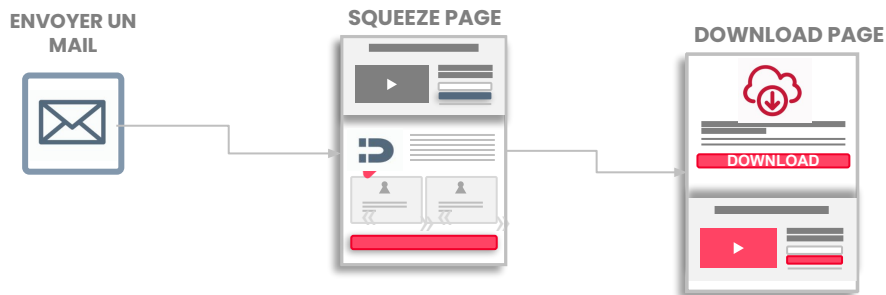 ENVOYER UN
MAIL
SQUEEZE PAGE
DOWNLOAD PAGE
DOWNLOAD